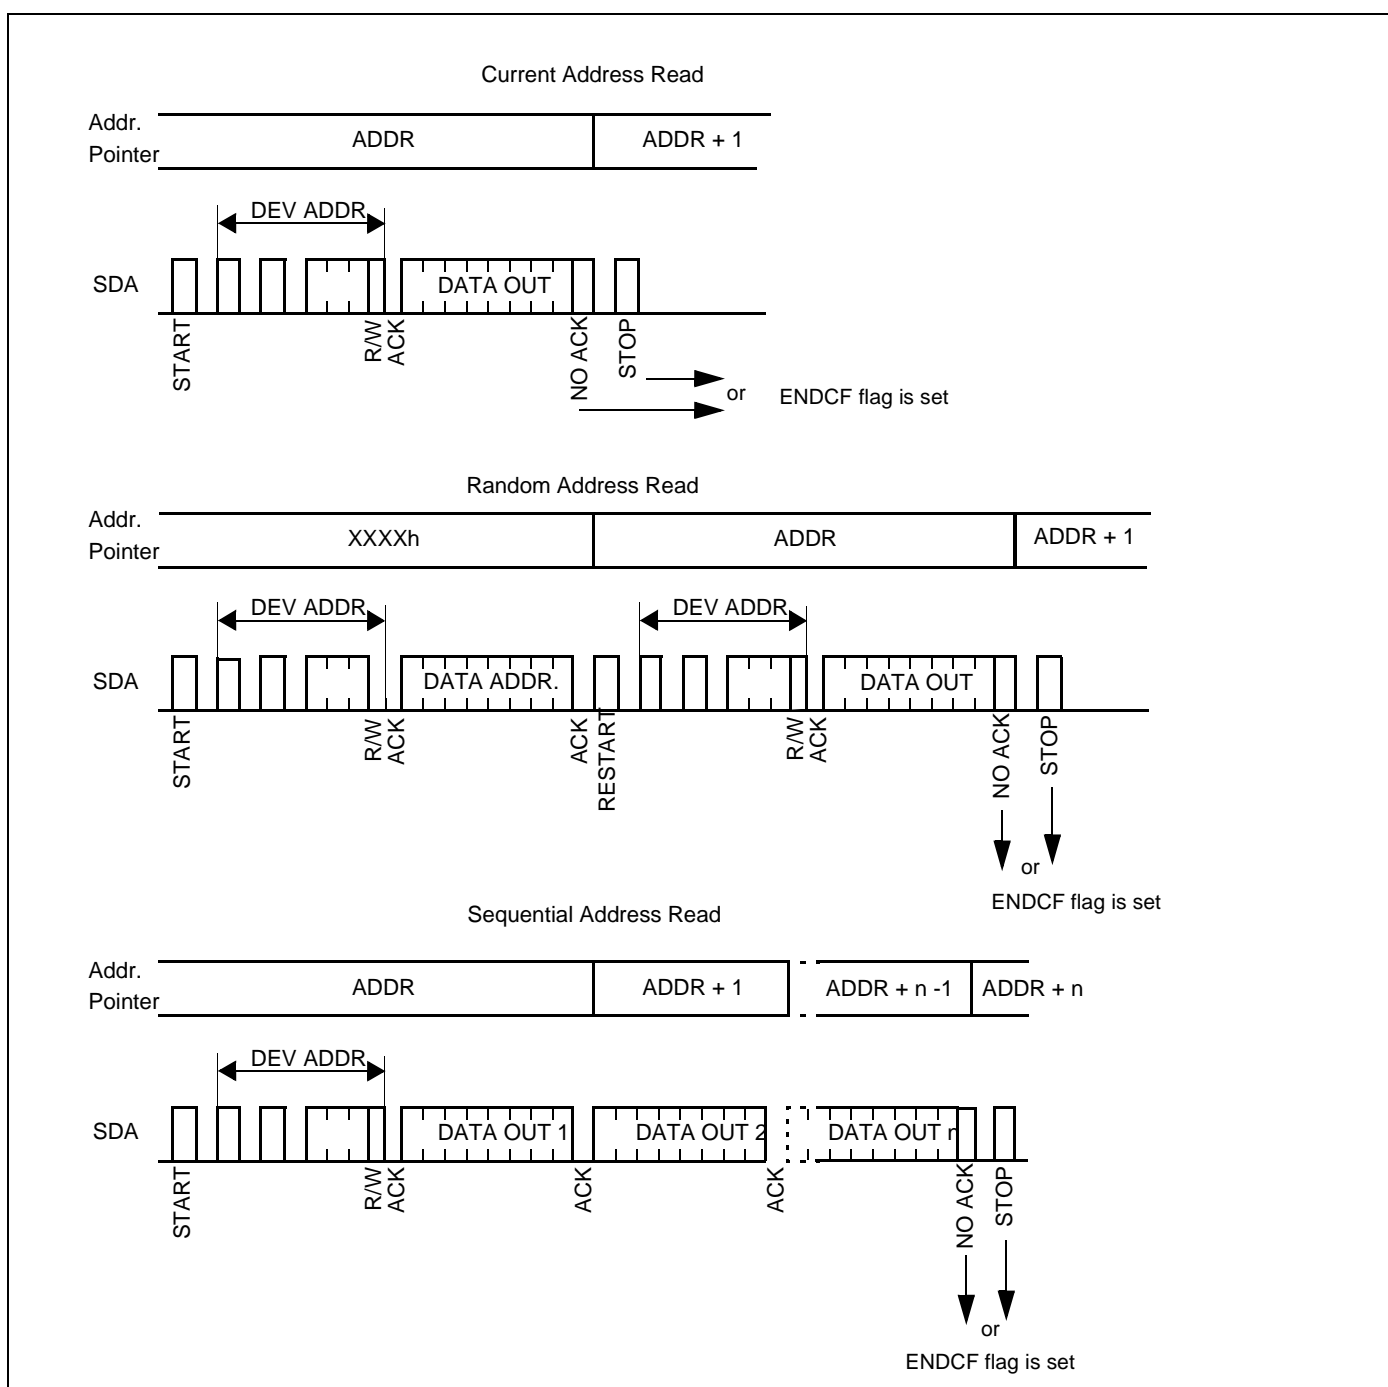 Current Address Read
Addr.
Pointer
ADDR
ADDR + 1
DEV ADDR
SDA
DATA OUT
START
R/W
ACK
NO ACK
STOP
or
ENDCF flag is set
Random Address Read
Addr.
Pointer
XXXXh
ADDR
ADDR + 1
DEV ADDR
DEV ADDR
SDA
DATA ADDR.
DATA OUT
START
R/W
ACK
ACK
RESTART
R/W
ACK
NO ACK
STOP
or
ENDCF flag is set
Sequential Address Read
Addr.
Pointer
ADDR
ADDR + 1
ADDR + n -1
ADDR + n
DEV ADDR
SDA
DATA OUT 1
DATA OUT 2
DATA OUT n
START
R/W
ACK
ACK
ACK
NO ACK
STOP
or
ENDCF flag is set